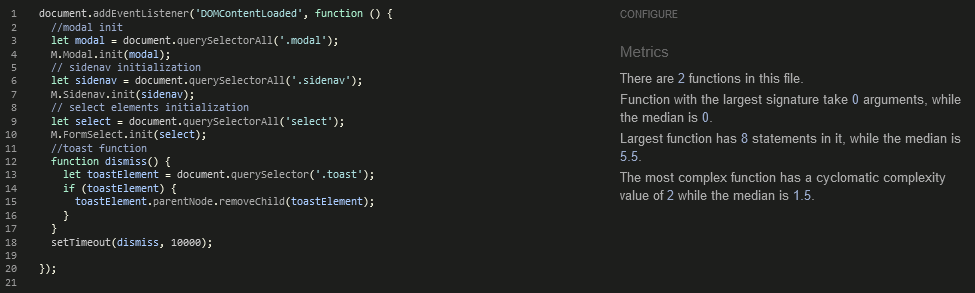 1 document.addEventListener('DOMContentLoaded', function () {
2 //modal init
3 let modal = document.querySelectorAll('.modal');
4 M.Modal.init(modal);
5 // sidenav initialization
6 let sidenav = document.querySelectorAll('.sidenav');
7 M.Sidenav.init(sidenav);
8 // select elements initialization
9 let select = document.querySelectorAll('select');
10 M.FormSelect.init(select);
11 //toast function
12 function dismiss() {
13 let toastElement = document.querySelector('.toast');
14 if (toastElement) {
15 toastElement.parentNode.removeChild(toastElement);
16 }
17 }
18 setTimeout(dismiss, 10000);
19
20 });
21
CONFIGURE
Metrics
There are 2 functions in this file.
Function with the largest signature take 0 arguments, while
the median is 0.
Largest function has 8 statements in it, while the median is
5.5.
The most complex function has a cyclomatic complexity
value of 2 while the median is 1.5.